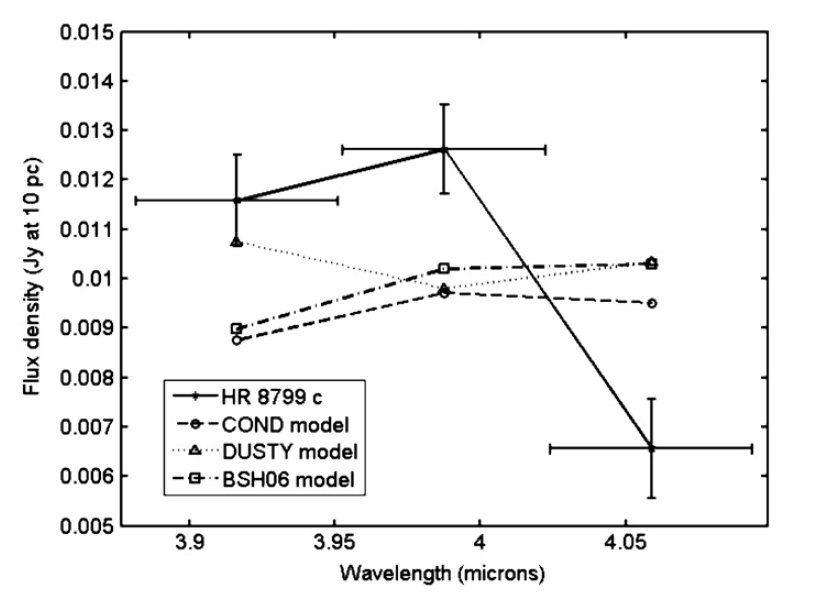 0.015
0.014
0.013
0.012
0.011
0.01
0.009
0.008
0.007
0.006
0.005
Flux density (Jy at 10 pc)
HR 8799 c
COND model
DUSTY model
BSH06 model
3.9 3.95 4 4.05
Wavelength (microns)